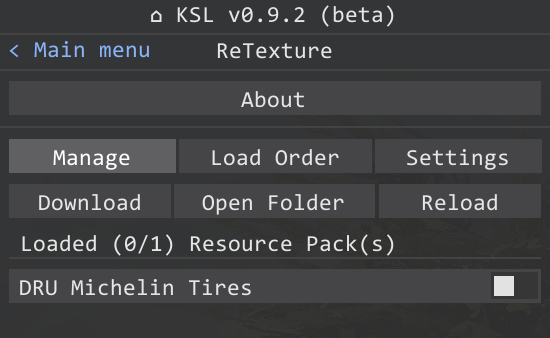 ⌂ KSL v0.9.2 (beta)
< Main menu ReTexture
About
Manage Load Order Settings
Download Open Folder Reload
Loaded (0/1) Resource Pack(s)
DRU Michelin Tires